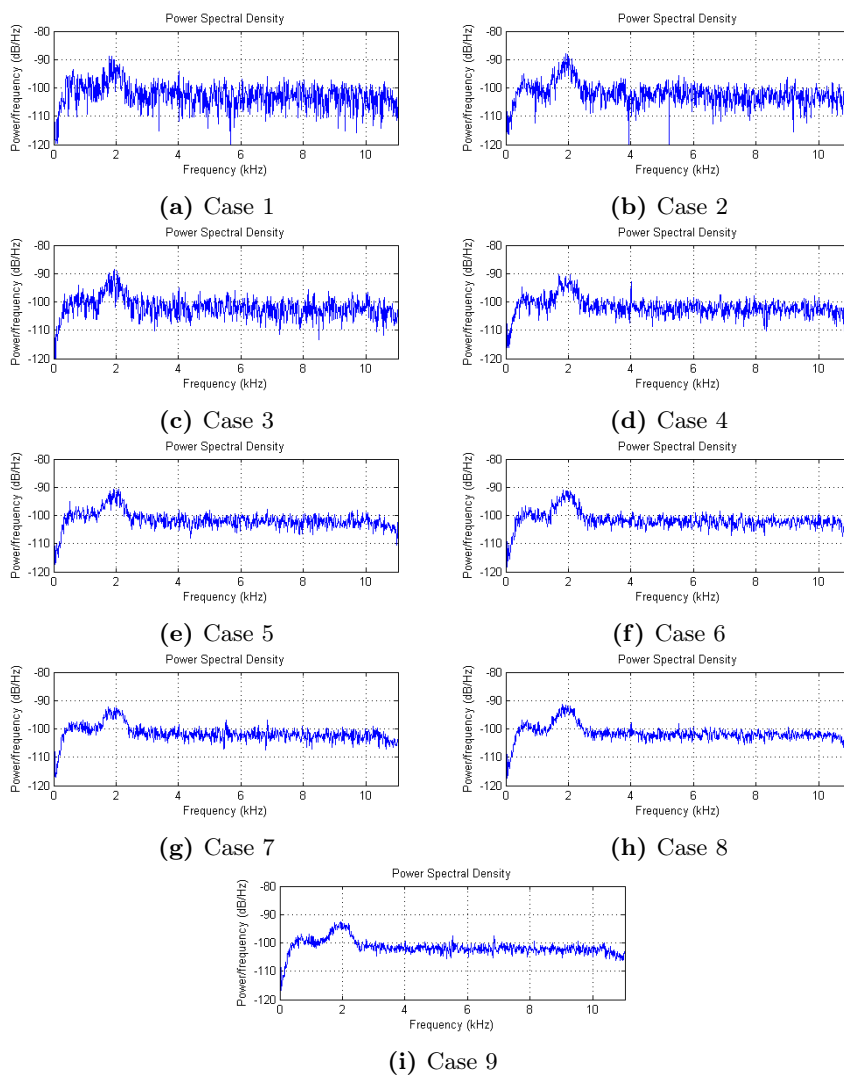 Power Spectral Density
Power/frequency (dB/Hz)
-80
-90
-100
-110
-120
0 2 4 6 8 10
Frequency (kHz)
(a) Case 1
Power Spectral Density
Power/frequency (dB/Hz)
-80
-90
-100
-110
-120
0 2 4 6 8 10
Frequency (kHz)
(b) Case 2
Power Spectral Density
Power/frequency (dB/Hz)
-80
-90
-100
-110
-120
0 2 4 6 8 10
Frequency (kHz)
(c) Case 3
Power Spectral Density
Power/frequency (dB/Hz)
-80
-90
-100
-110
-120
0 2 4 6 8 10
Frequency (kHz)
(d) Case 4
Power Spectral Density
Power/frequency (dB/Hz)
-80
-90
-100
-110
-120
0 2 4 6 8 10
Frequency (kHz)
(e) Case 5
Power Spectral Density
Power/frequency (dB/Hz)
-80
-90
-100
-110
-120
0 2 4 6 8 10
Frequency (kHz)
(f) Case 6
Power Spectral Density
Power/frequency (dB/Hz)
-80
-90
-100
-110
-120
0 2 4 6 8 10
Frequency (kHz)
(g) Case 7
Power Spectral Density
Power/frequency (dB/Hz)
-80
-90
-100
-110
-120
0 2 4 6 8 10
Frequency (kHz)
(h) Case 8
Power Spectral Density
Power/frequency (dB/Hz)
-80
-90
-100
-110
-120
0 2 4 6 8 10
Frequency (kHz)
(i) Case 9